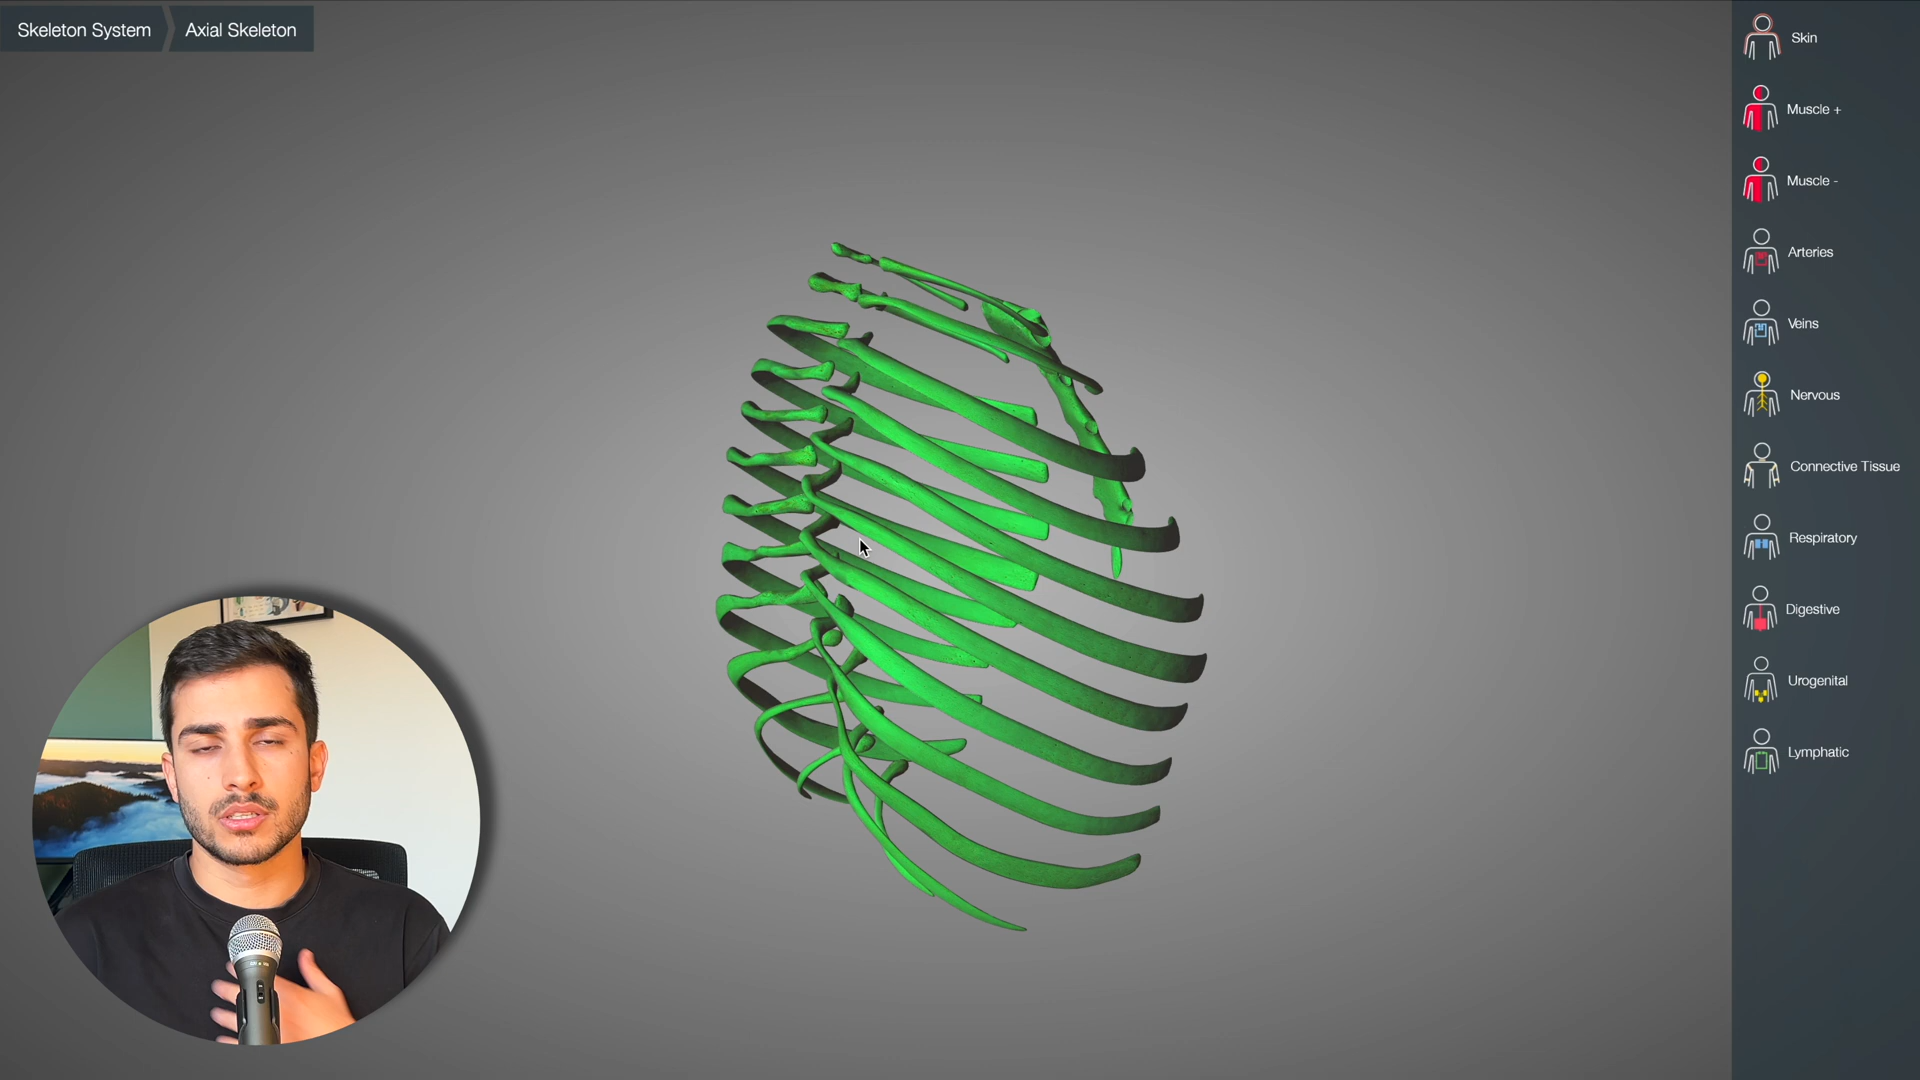 Skeleton System
Axial Skeleton
Skin
Muscle +
Muscle -
Arteries
Veins
Nervous
Connective Tissue
Respiratory
Digestive
Urogenital
Lymphatic